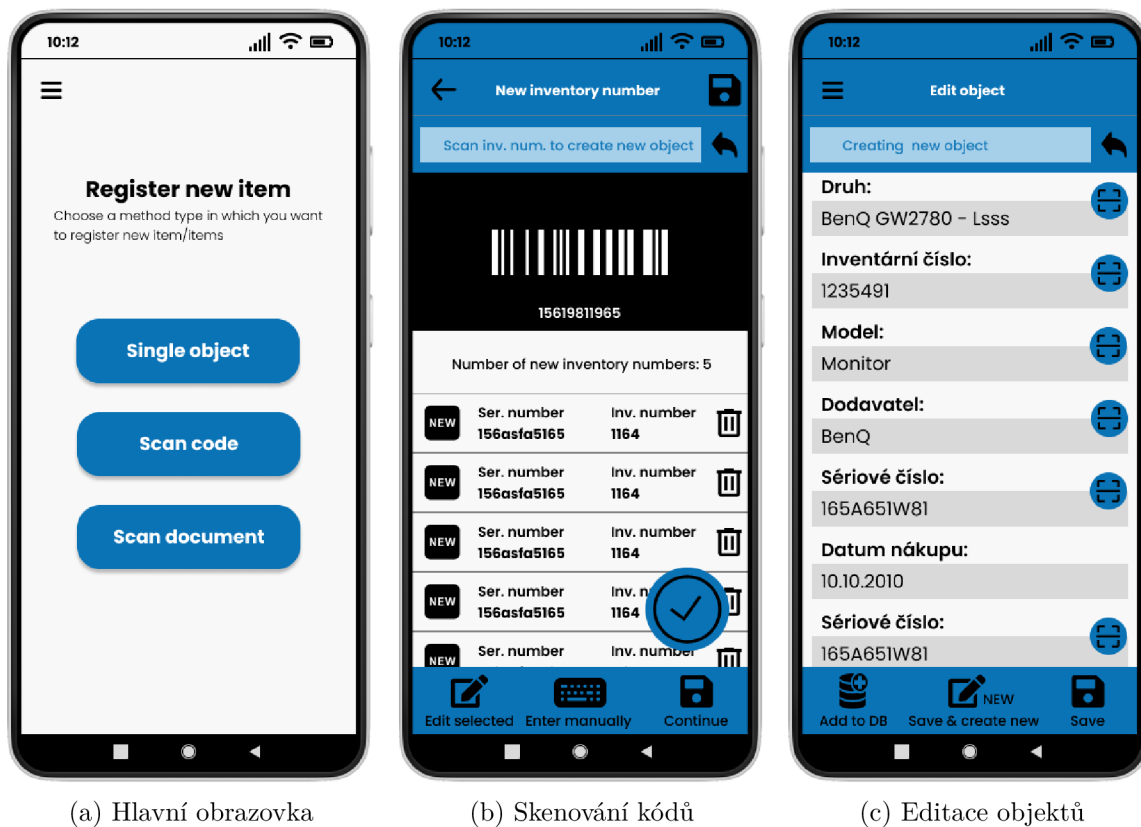 10:12
Register new item
Choose a method type in which you want
to register new item/items
Single object
Scan code
Scan document
(a) Hlavní obrazovka
10:12
New inventory number
Scan inv. num. to create new object
15619811965
Number of new inventory numbers: 5
NEW
Ser. number Inv. number
156asfa5165 1164
NEW
Ser. number Inv. number
156asfa5165 1164
NEW
Ser. number Inv. number
156asfa5165 1164
NEW
Ser. number Inv. n
156asfa5165 1164
NEW
Ser. number Inv. number
Edit selected Enter manually Continue
(b) Skenování kódů
10:12
Edit object
Creating new object
Druh:
BenQ GW2780 - Lsss
Inventární číslo:
1235491
Model:
Monitor
Dodavatel:
BenQ
Sériové číslo:
165A651W81
Datum nákupu:
10.10.2010
Sériové číslo:
165A651W81
NEW
Add to DB Save & create new Save
(c) Editace objektů